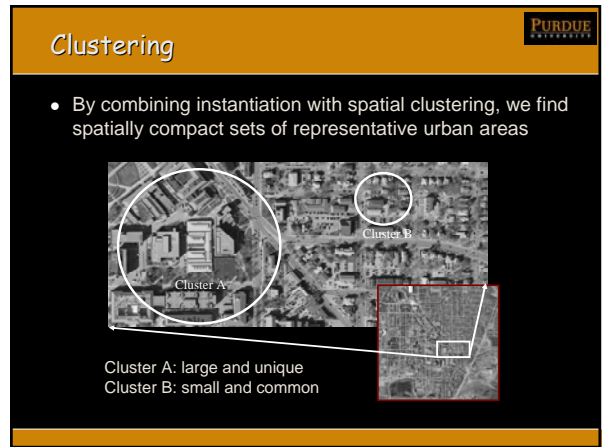 Clustering
PURDUE
UNIVERSITY
• By combining instantiation with spatial clustering, we find
spatially compact sets of representative urban areas
Cluster B
Cluster A
Cluster A: large and unique
Cluster B: small and common